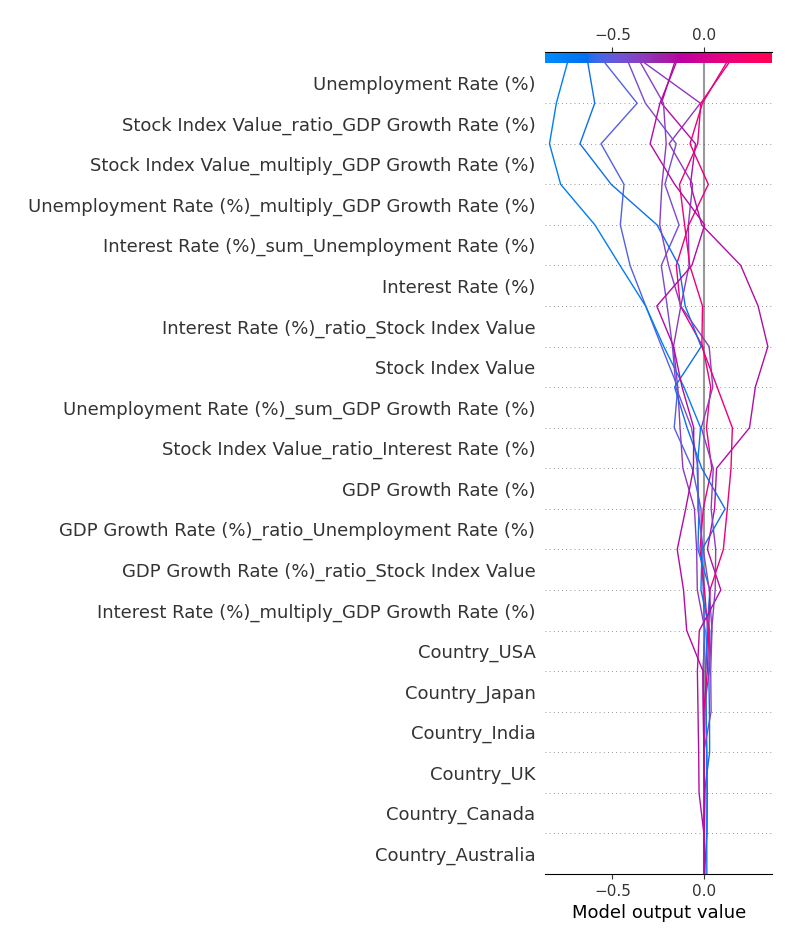 −0.5 0.0
Unemployment Rate (%)
Stock Index Value_ratio_GDP Growth Rate (%)
Stock Index Value_multiply_GDP Growth Rate (%)
Unemployment Rate (%)_multiply_GDP Growth Rate (%)
Interest Rate (%)_sum_Unemployment Rate (%)
Interest Rate (%)
Interest Rate (%)_ratio_Stock Index Value
Stock Index Value
Unemployment Rate (%)_sum_GDP Growth Rate (%)
Stock Index Value_ratio_Interest Rate (%)
GDP Growth Rate (%)
GDP Growth Rate (%)_ratio_Unemployment Rate (%)
GDP Growth Rate (%)_ratio_Stock Index Value
Interest Rate (%)_multiply_GDP Growth Rate (%)
Country_USA
Country_Japan
Country_India
Country_UK
Country_Canada
Country_Australia
−0.5 0.0
Model output value